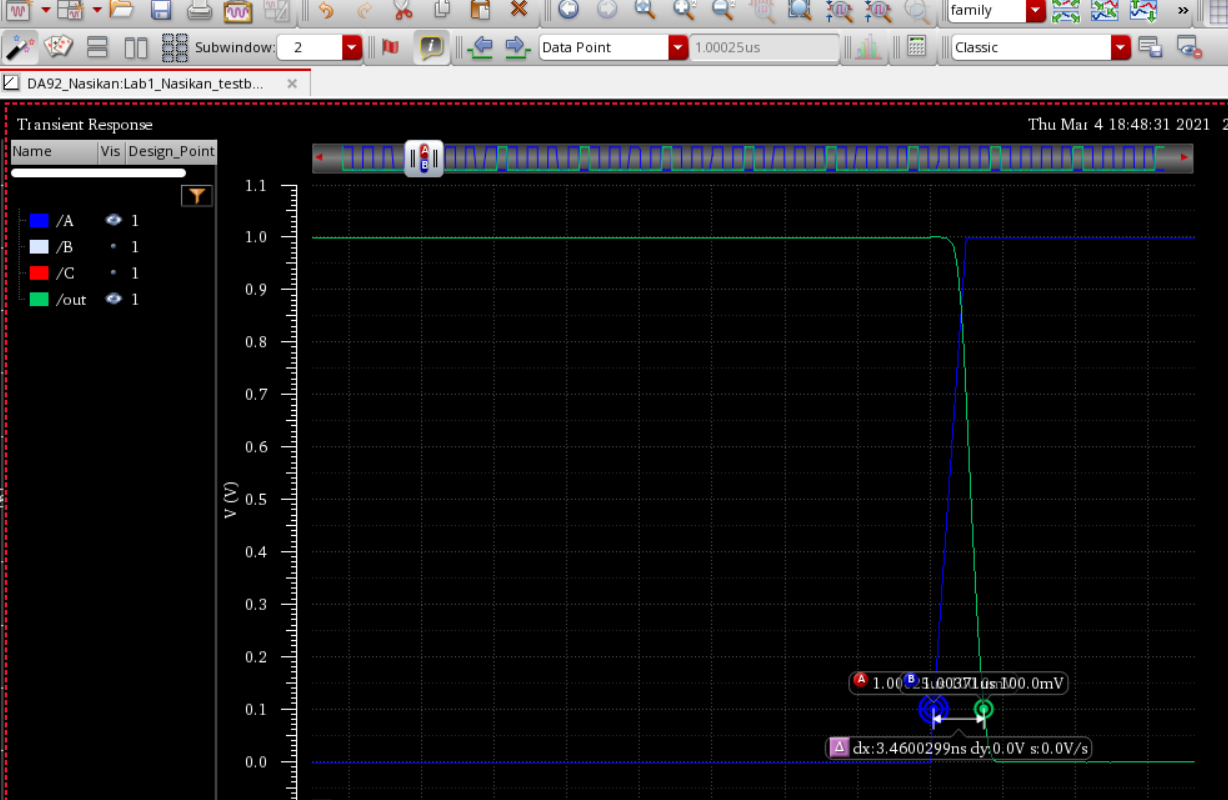 family
»
Subwindow: 2
Data Point
1.00025us
Classic
DA92_Nasikan:Lab1_Nasikan_testb...
Transient Response
Thu Mar 4 18:48:31 2021
Name Vis Design_Point
A
B
/A 1
/B 1
/C 1
/out 1
V (V)
1.1
1.0
0.9
0.8
0.7
0.6
0.5
0.4
0.3
0.2
0.1
0.0
A B 1.00371us 100.0mV
Δ dx:3.4600299ns dy:0.0V s:0.0V/s